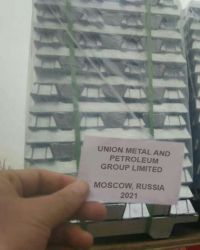 UNION METAL AND
PETROLEUM
GROUP LIMITED
MOSCOW, RUSSIA
2021